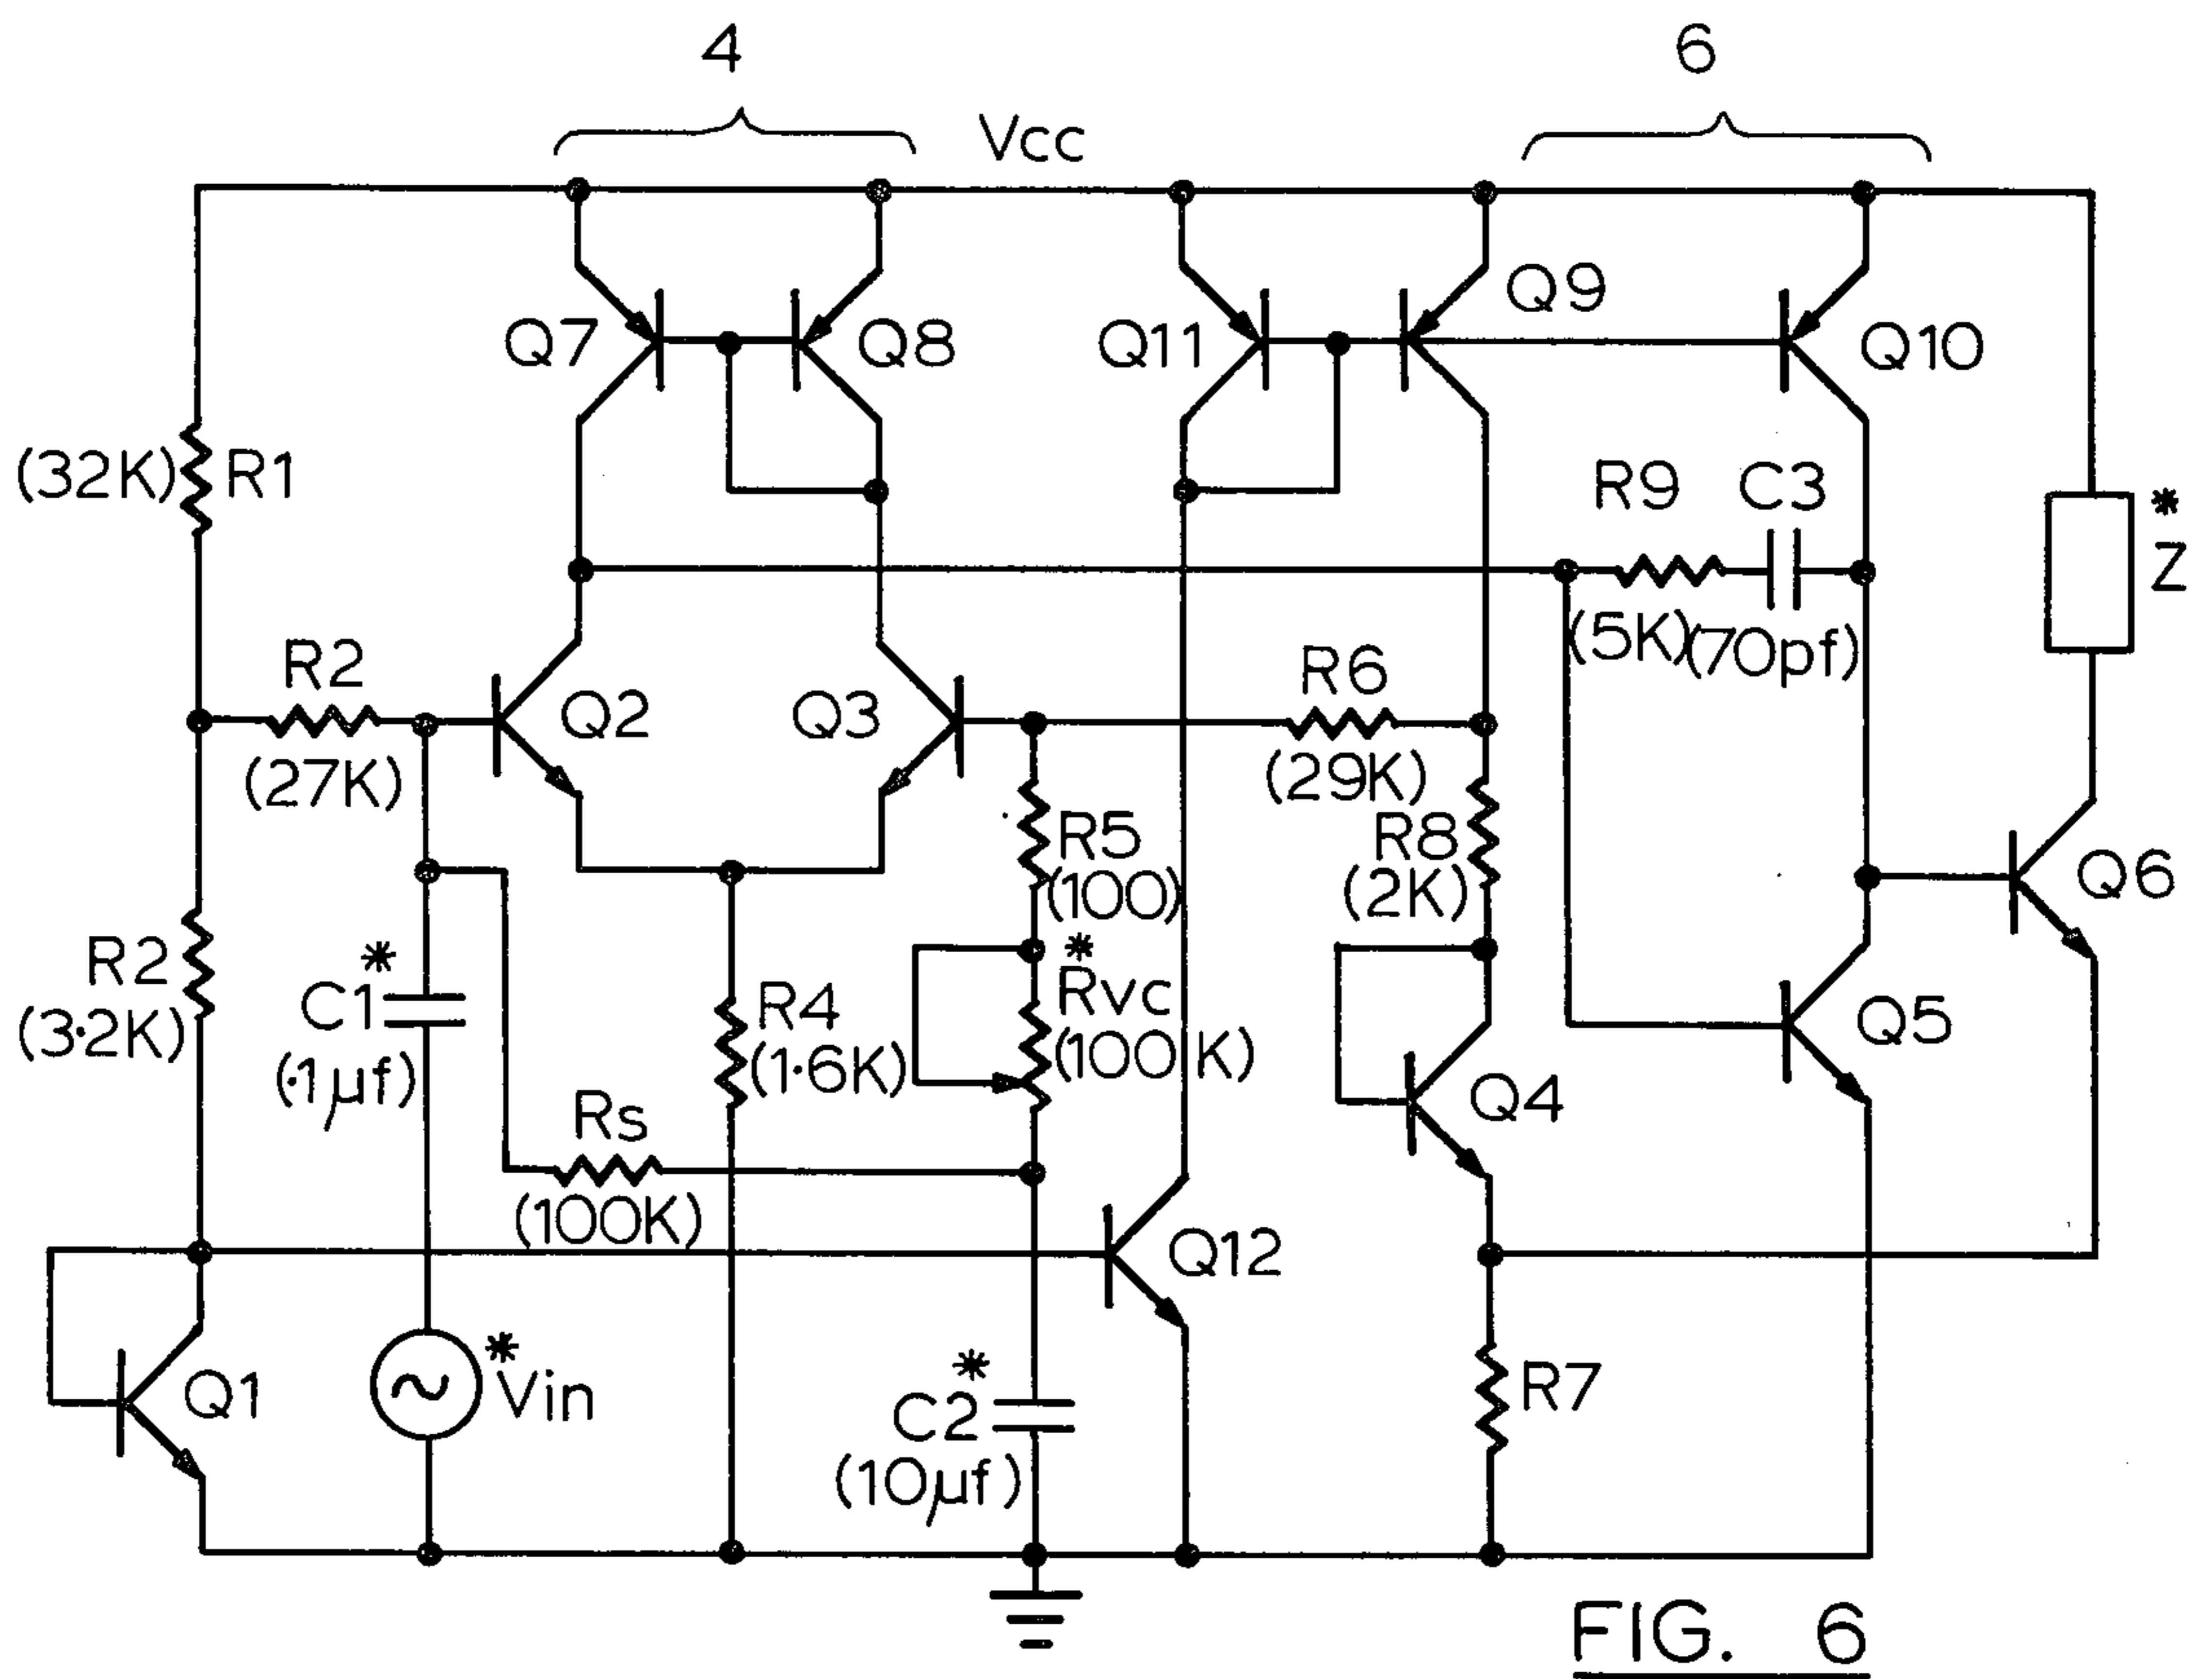 4
6
Vcc
Q7
Q8
Q11
Q9
Q10
(32K)
R1
R9
C3
*
Z
(5K)
(70pf)
R2
(27K)
Q2
Q3
R6
(29K)
R5
(100)
R8
(2K)
Q6
R2
(3.2K)
*
C1
(.1μf)
R4
(1.6K)
*
Rvc
(100K)
Q5
Q4
Rs
(100K)
Q12
Q1
*
Vin
*
C2
(10μf)
R7
FIG. 6